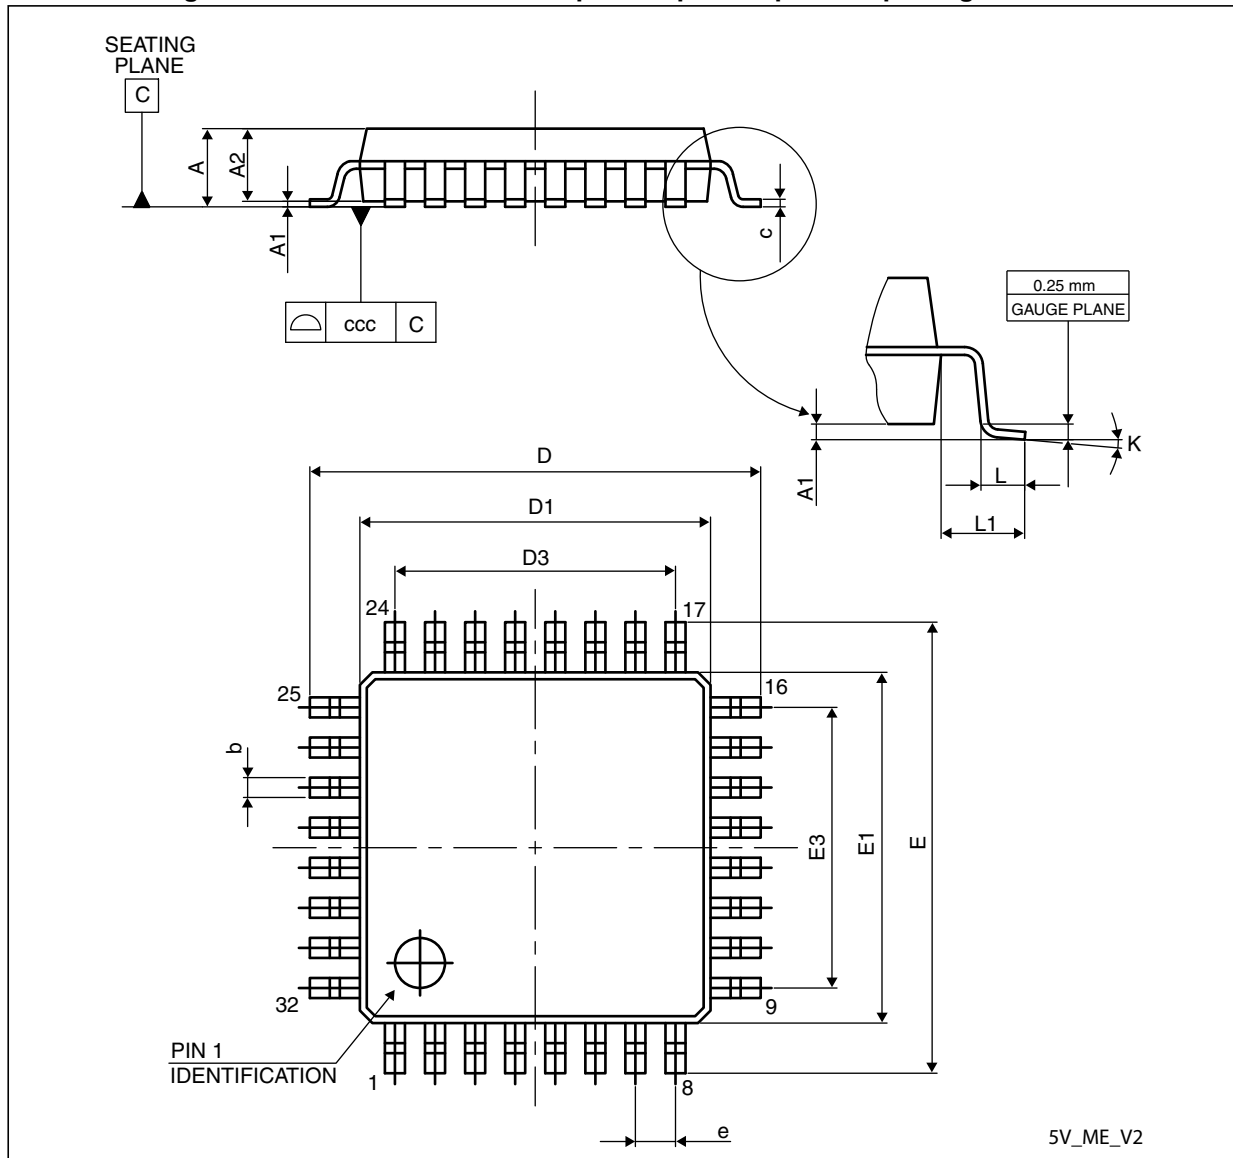 SEATING
PLANE
C
A
A2
A1
c
ccc
C
0.25 mm
GAUGE PLANE
A1
K
L
L1
D
D1
D3
24
17
25
16
b
E3
E1
E
32
9
PIN 1
IDENTIFICATION
1
8
e
5V_ME_V2